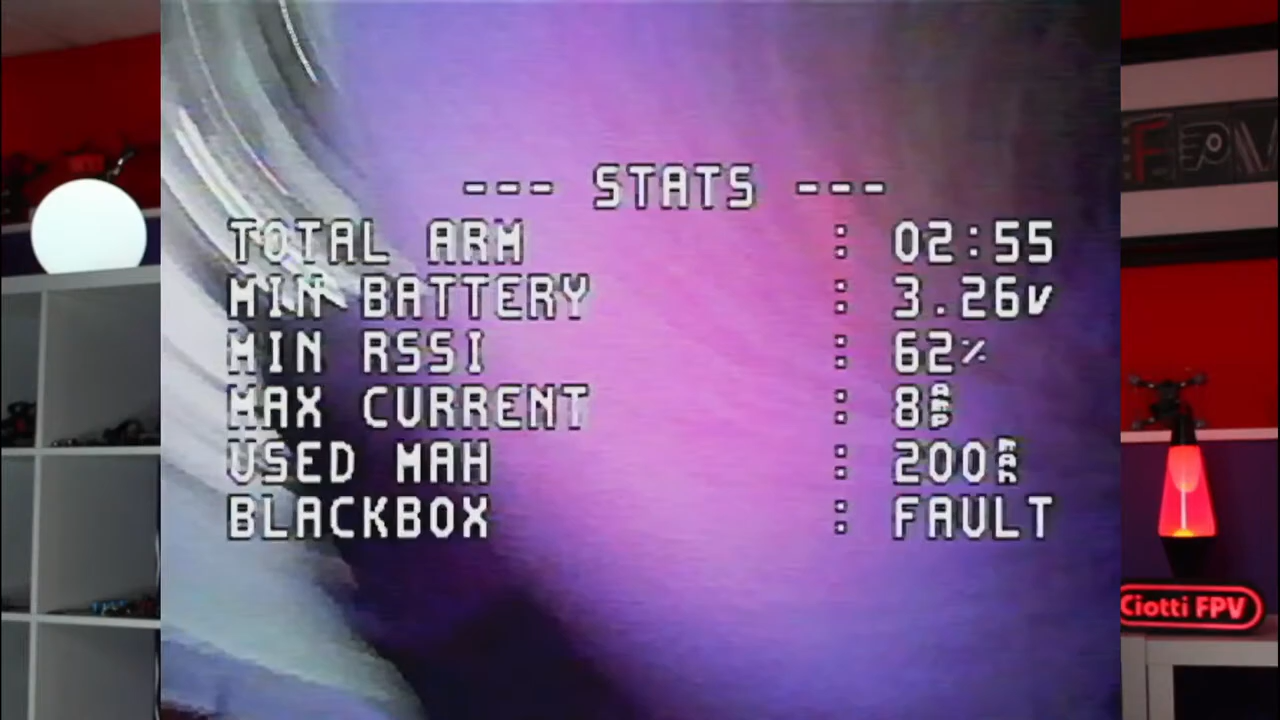 --- STATS ---
TOTAL ARM : 02:55
MIN BATTERY : 3.26V
MIN RSSI : 62%
MAX CURRENT : 8AMP
USED MAH : 200MAH
BLACKBOX : FAULT
FPV
Ciotti FPV